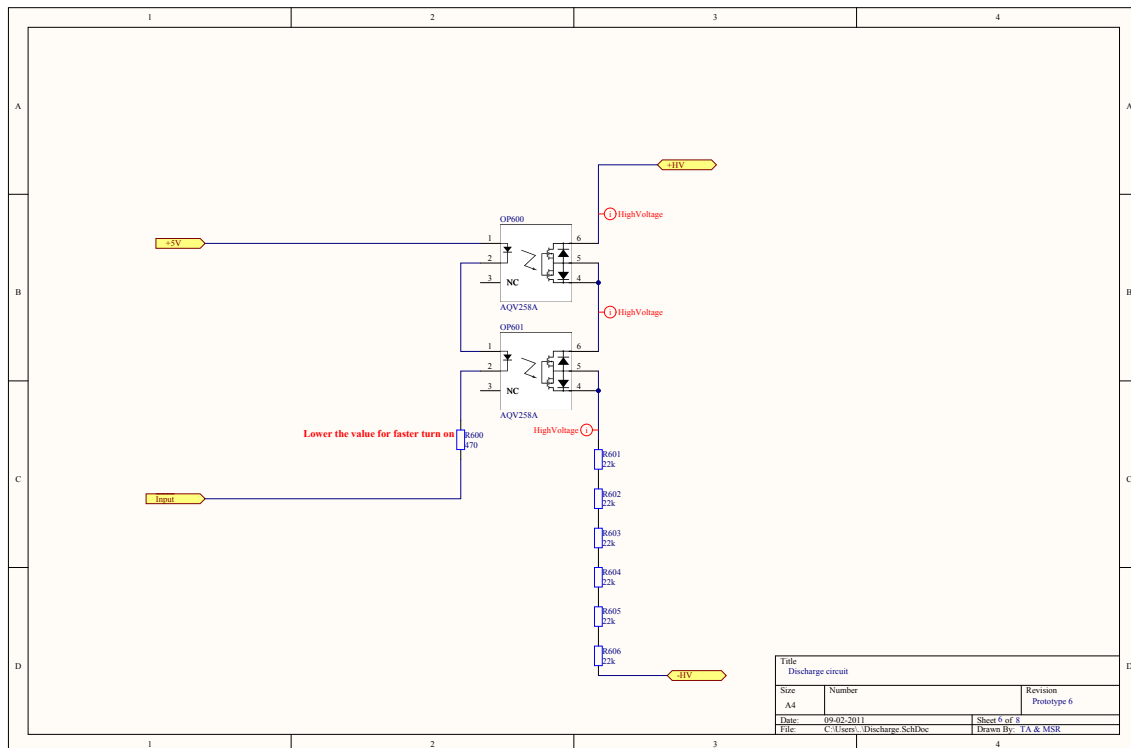 1 2 3 4
A A
+HV
HighVoltage
OP600
+5V
1 6
2 5
3 NC 4
B B
AQV258A
HighVoltage
OP601
1 6
2 5
3 NC 4
AQV258A
Lower the value for faster turn on
R600
470
HighVoltage
R601
22k
C C
Input
R602
22k
R603
22k
R604
22k
R605
22k
R606
22k
D D
-HV
Title
Discharge circuit
Size Number Revision
A4 Prototype 6
Date: 09-02-2011 Sheet 6 of 8
File: C:\Users\..\Discharge.SchDoc Drawn By: TA & MSR
1 2 3 4